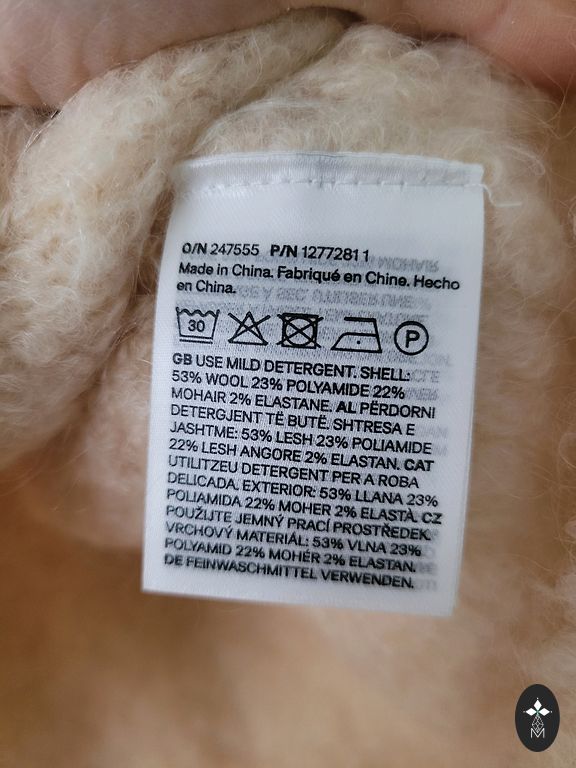 O/N 247555 P/N 1277281 1
Made in China. Fabriqué en Chine. Hecho
en China.
30 P
GB USE MILD DETERGENT. SHELL:
53% WOOL 23% POLYAMIDE 22%
MOHAIR 2% ELASTANE. AL PËRDORNI
DETERGJENT TË BUTË. SHTRESA E
JASHTME: 53% LESH 23% POLIAMIDE
22% LESH ANGORE 2% ELASTAN. CAT
UTILITZEU DETERGENT PER A ROBA
DELICADA. EXTERIOR: 53% LLANA 23%
POLIAMIDA 22% MOHER 2% ELASTÀ. CZ
POUŽIJTE JEMNÝ PRACÍ PROSTŘEDEK.
VRCHOVÝ MATERIÁL: 53% VLNA 23%
POLYAMID 22% MOHÉR 2% ELASTAN.
DE FEINWASCHMITTEL VERWENDEN.
M